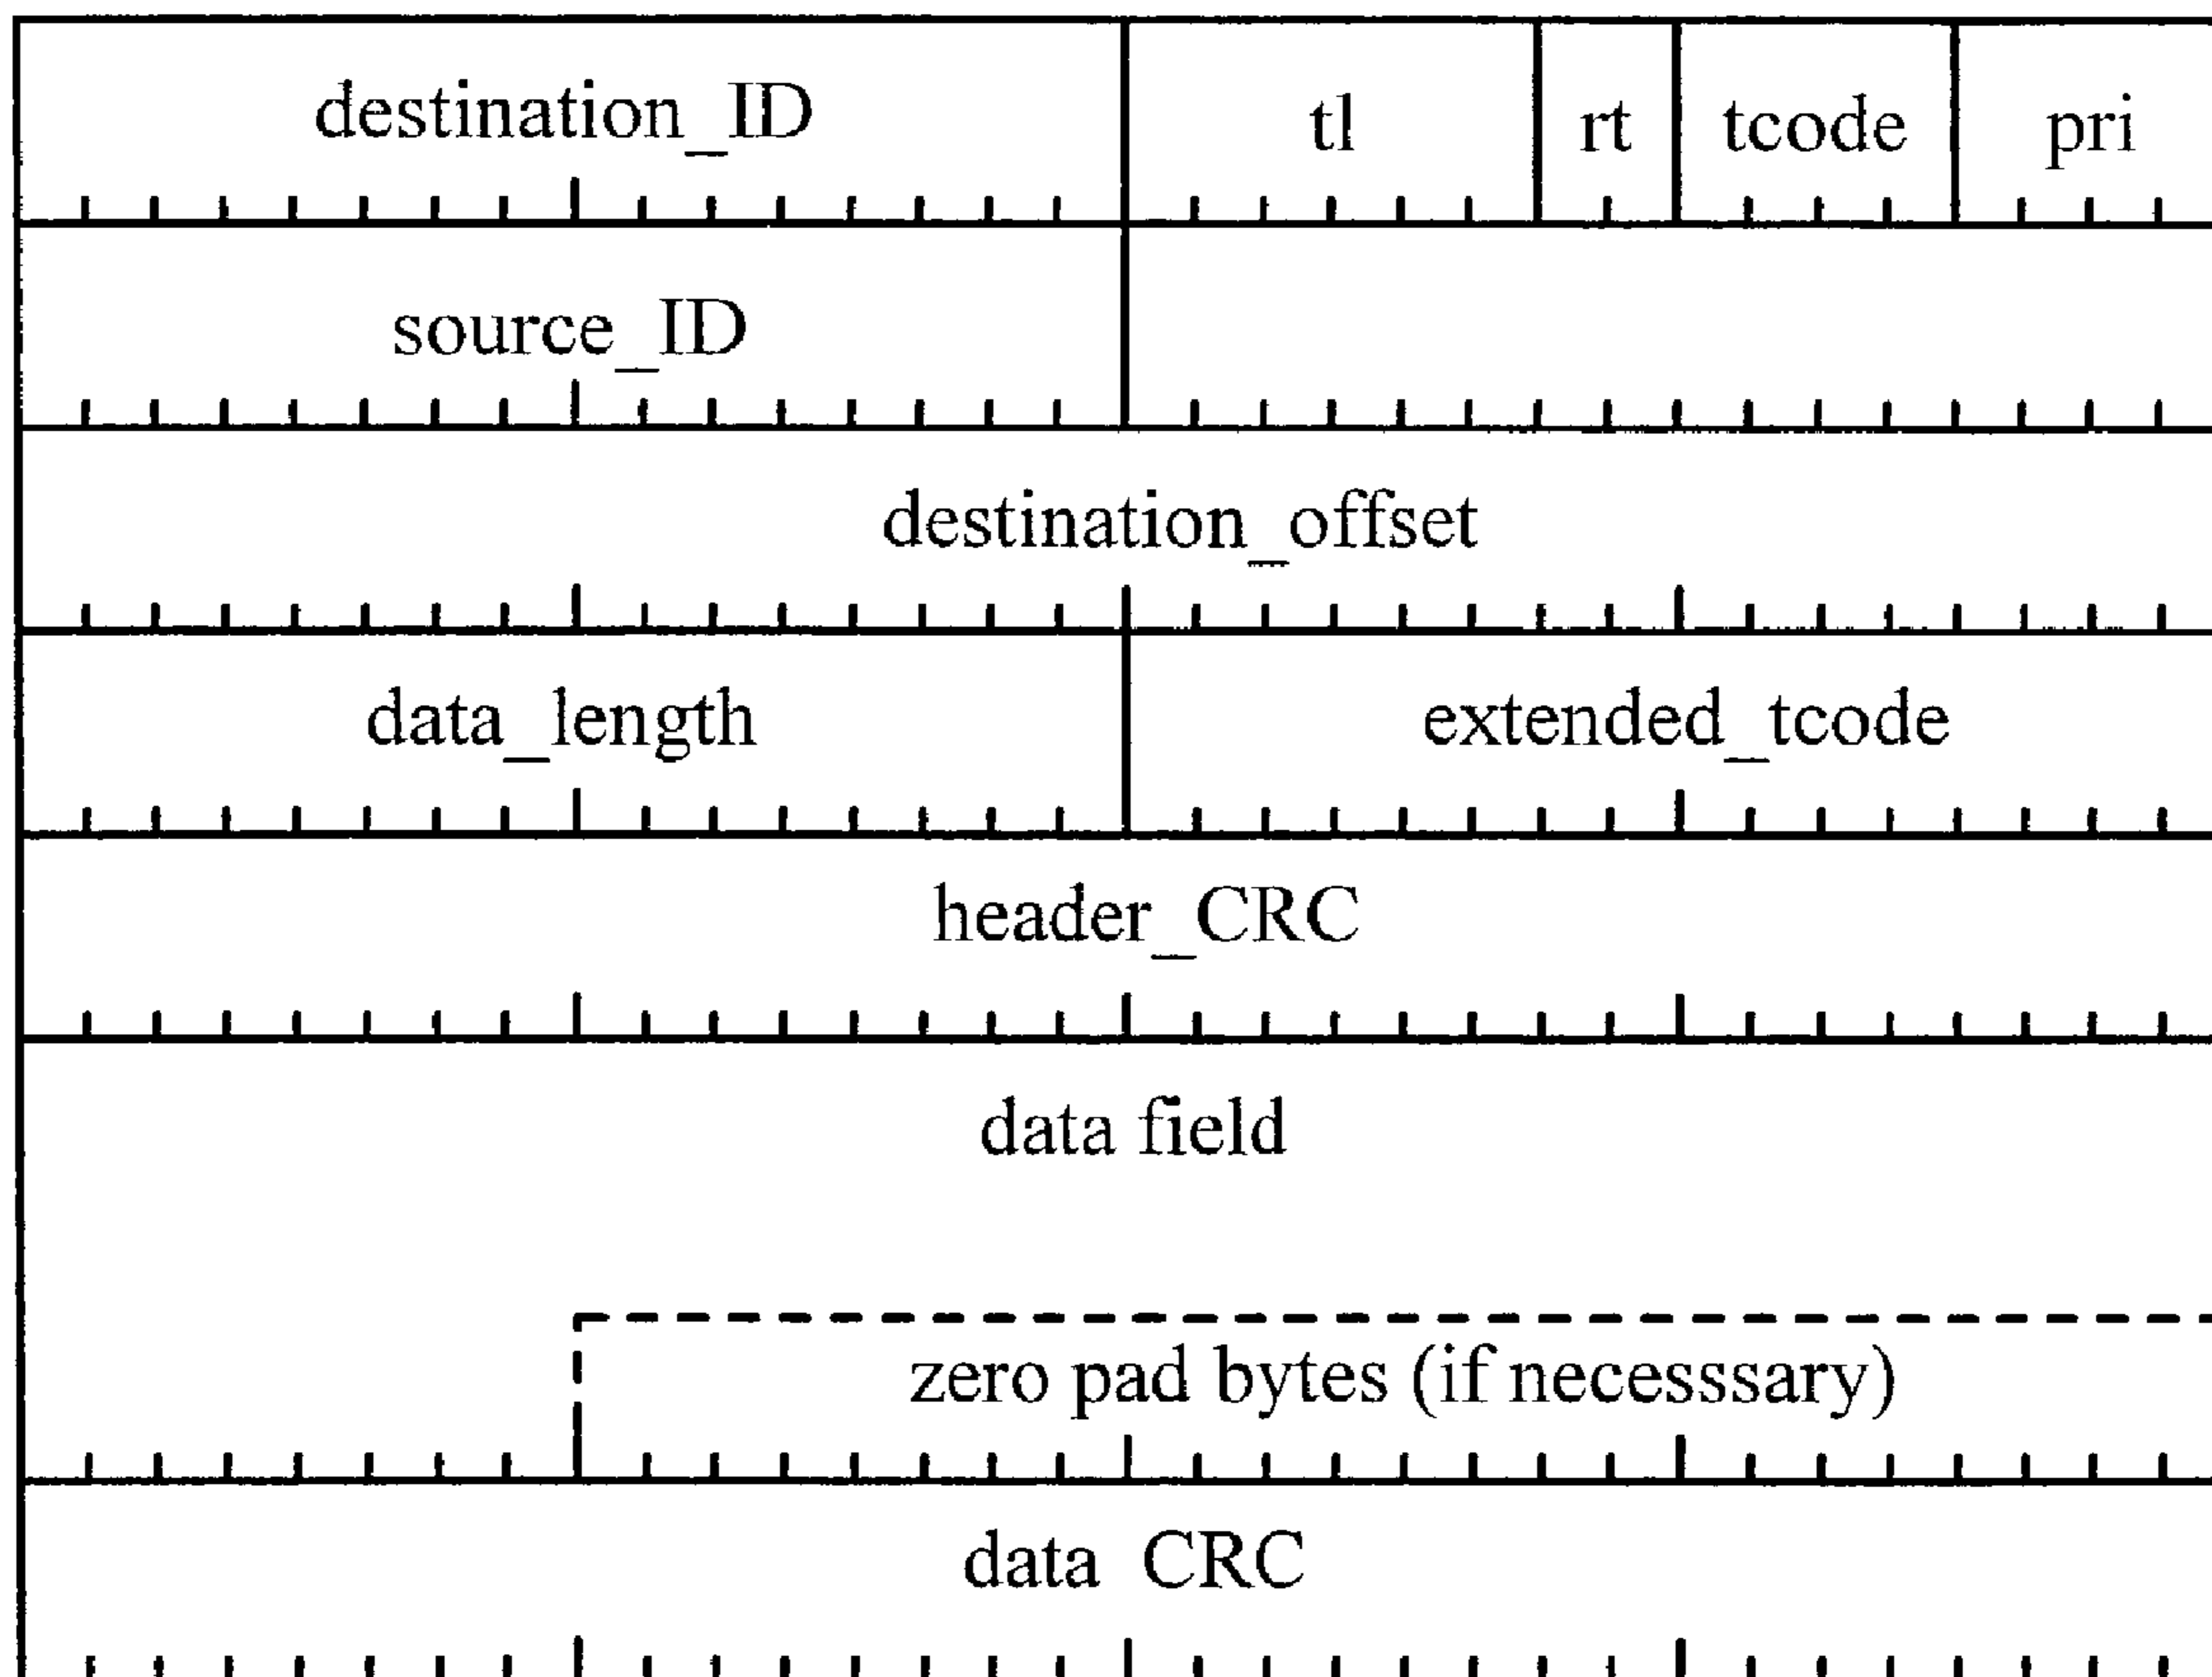 destination_ID tl rt tcode pri
source_ID
destination_offset
data_length extended_tcode
header_CRC
data field
zero pad bytes (if necesssary)
data CRC